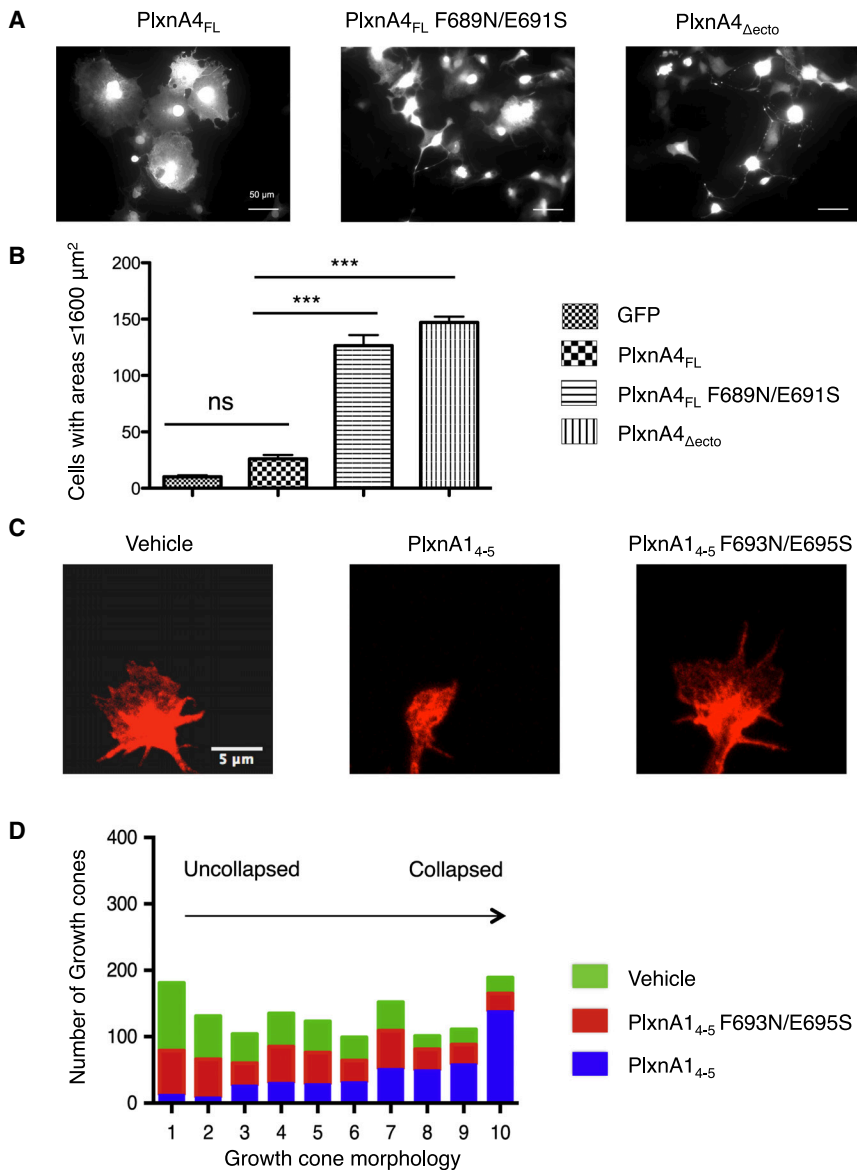 A
PlxnA4FL
PlxnA4FL F689N/E691S
PlxnA4Δecto
50 µm
B
Cells with areas ≤1600 µm²
200
150
100
50
0
ns
***
***
GFP
PlxnA4FL
PlxnA4FL F689N/E691S
PlxnA4Δecto
C
Vehicle
PlxnA14-5
PlxnA14-5 F693N/E695S
5 µm
D
Number of Growth cones
400
300
200
100
0
Uncollapsed
Collapsed
1 2 3 4 5 6 7 8 9 10
Growth cone morphology
Vehicle
PlxnA14-5 F693N/E695S
PlxnA14-5